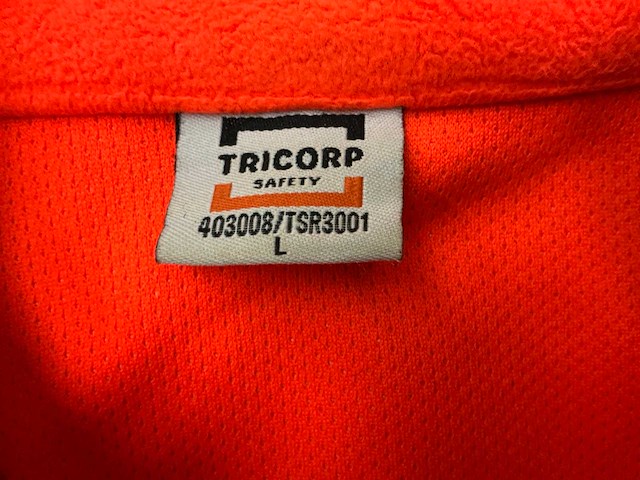 TRICORP
SAFETY
403008/TSR3001
L